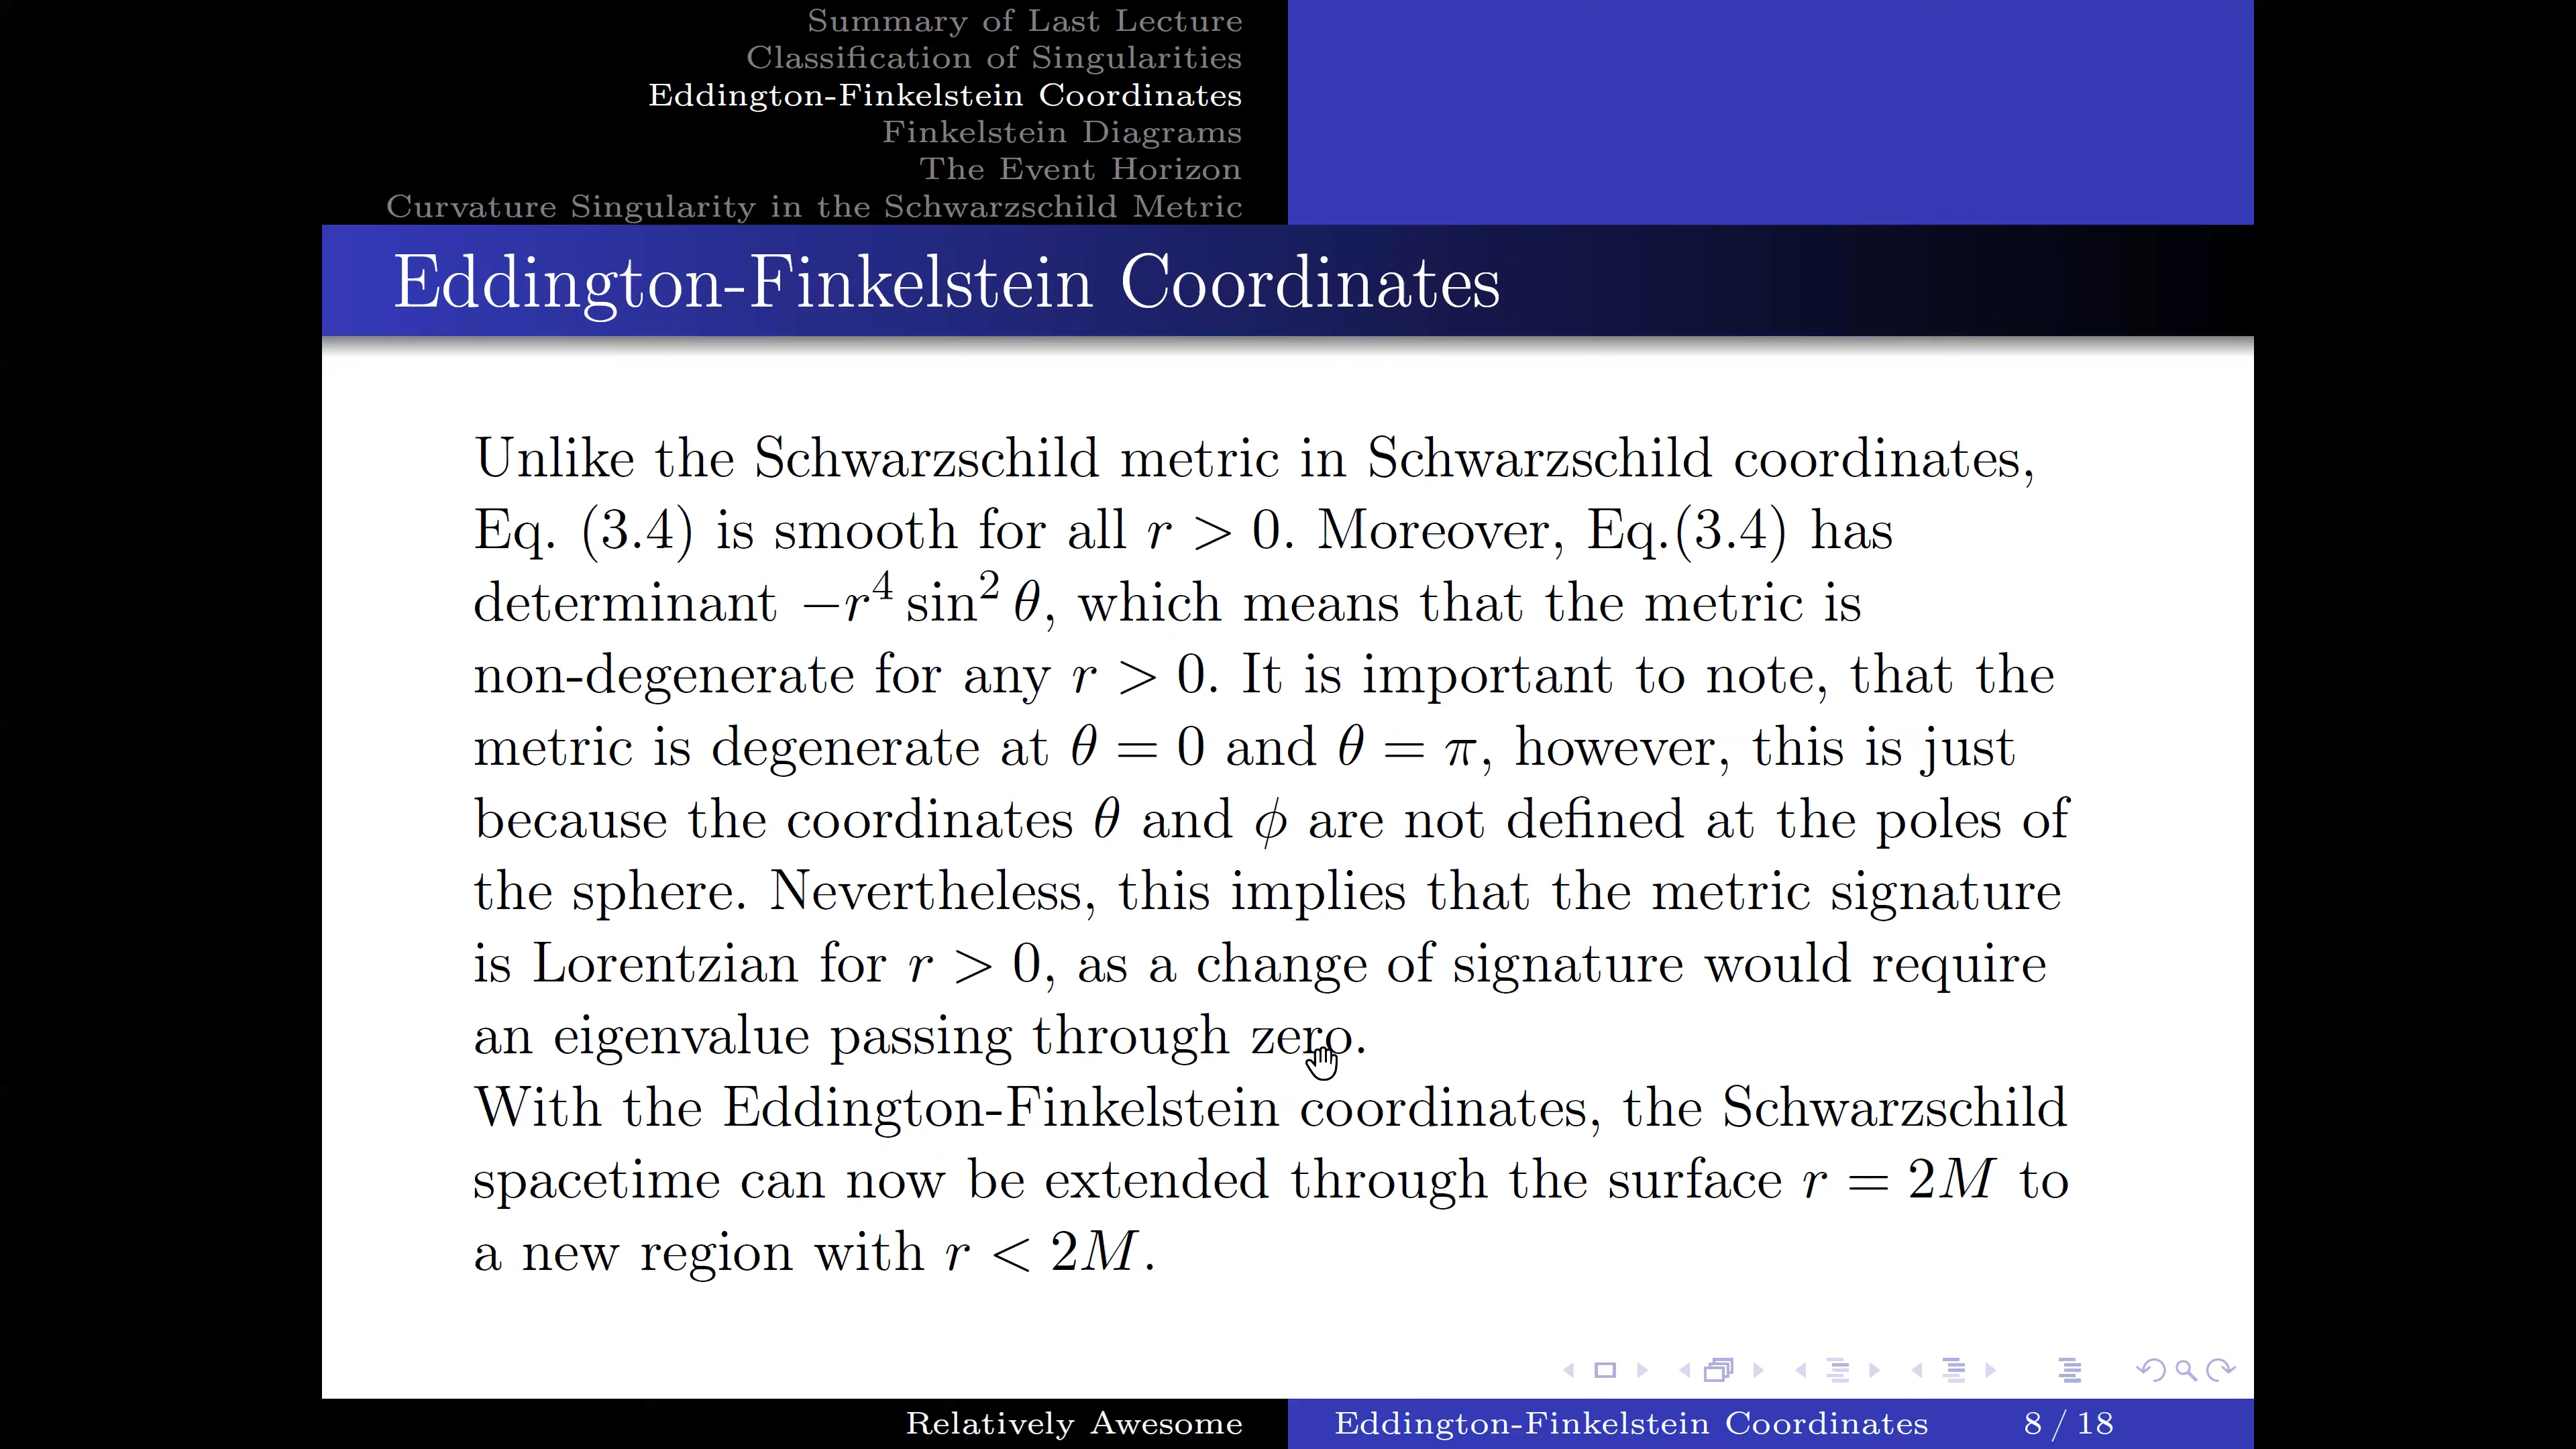 Summary of Last Lecture
Classification of Singularities
Eddington-Finkelstein Coordinates
Finkelstein Diagrams
The Event Horizon
Curvature Singularity in the Schwarzschild Metric
Eddington-Finkelstein Coordinates
Unlike the Schwarzschild metric in Schwarzschild coordinates,
Eq. (3.4) is smooth for all r > 0. Moreover, Eq.(3.4) has
determinant −r⁴ sin² θ, which means that the metric is
non-degenerate for any r > 0. It is important to note, that the
metric is degenerate at θ = 0 and θ = π, however, this is just
because the coordinates θ and ϕ are not defined at the poles of
the sphere. Nevertheless, this implies that the metric signature
is Lorentzian for r > 0, as a change of signature would require
an eigenvalue passing through zero.
With the Eddington-Finkelstein coordinates, the Schwarzschild
spacetime can now be extended through the surface r = 2M to
a new region with r < 2M.
Relatively Awesome
Eddington-Finkelstein Coordinates
8 / 18